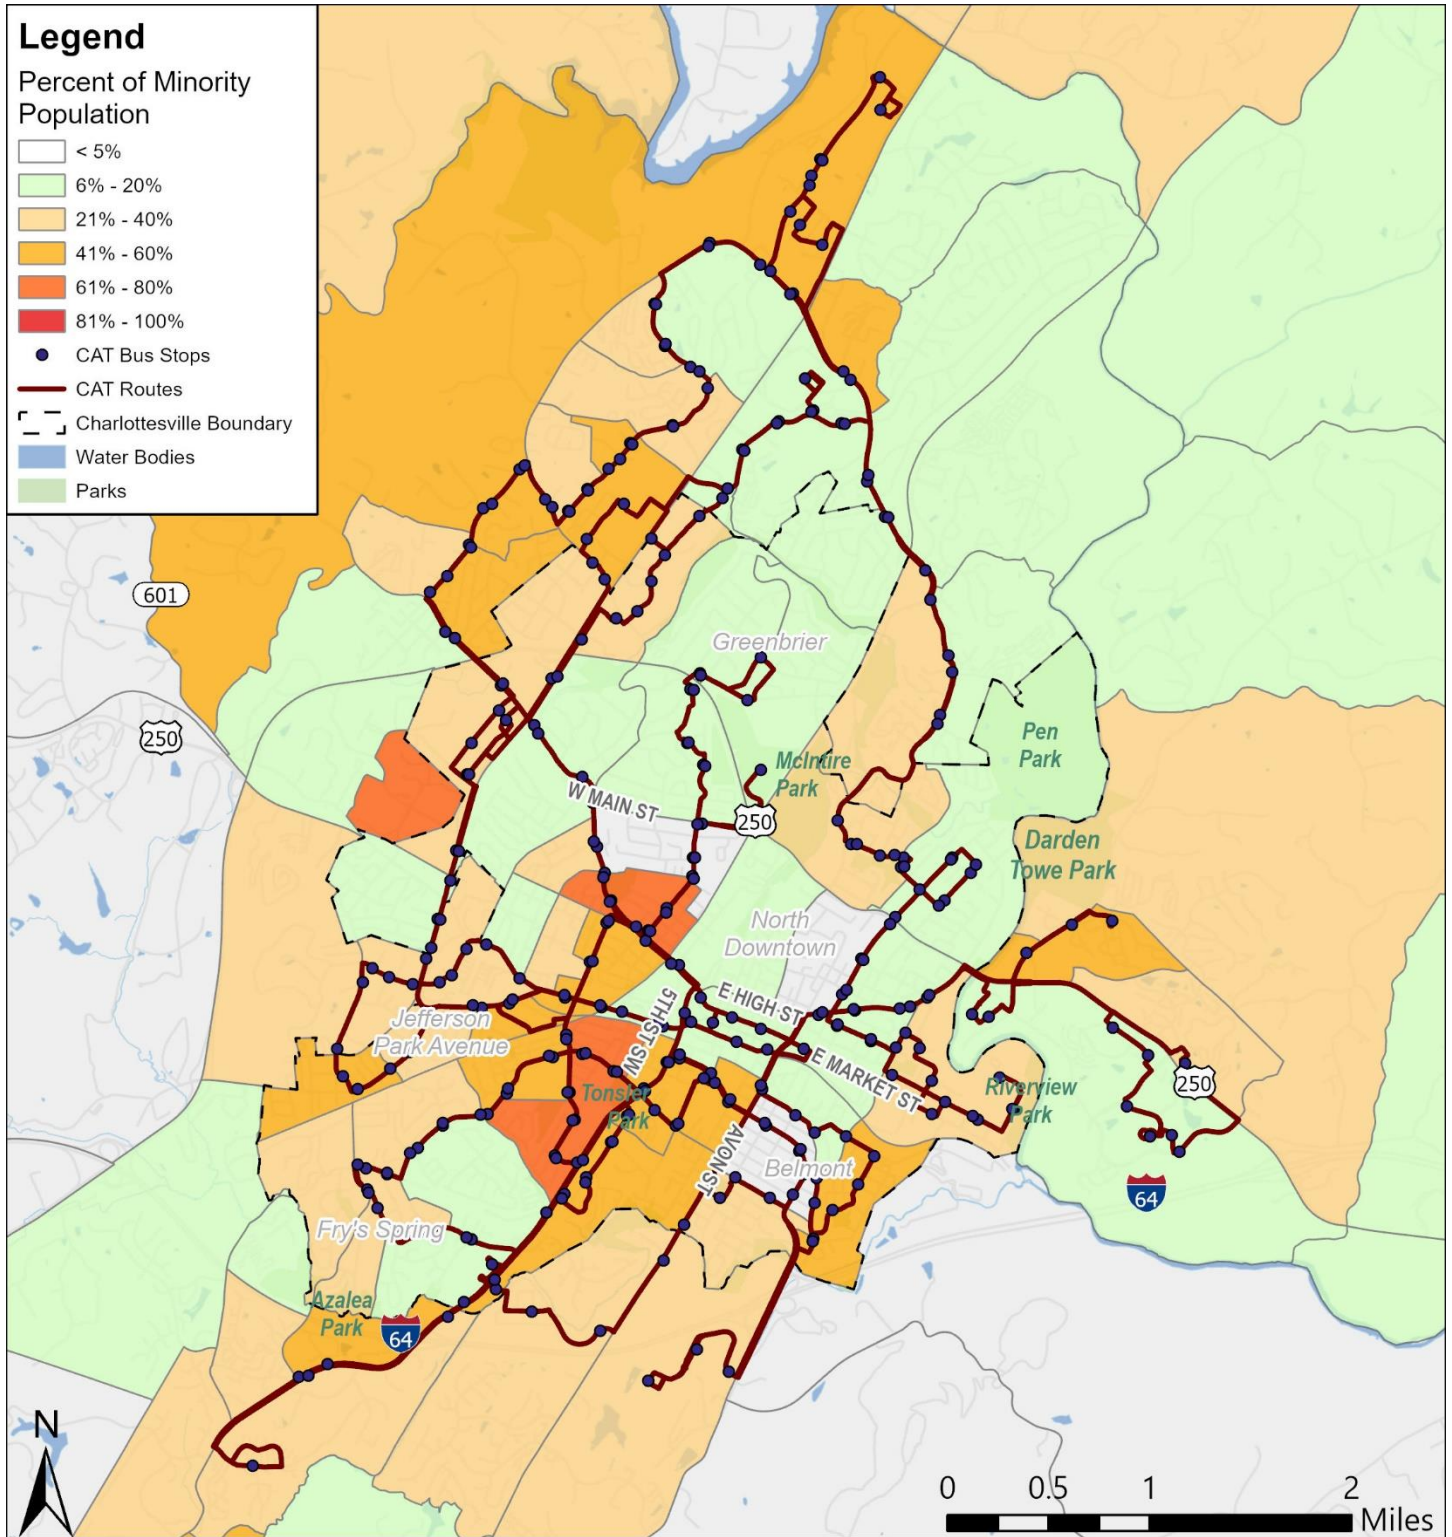 Legend
Percent of Minority
Population
< 5%
6% - 20%
21% - 40%
41% - 60%
61% - 80%
81% - 100%
CAT Bus Stops
CAT Routes
Charlottesville Boundary
Water Bodies
Parks
601
250
Greenbrier
Pen
Park
McIntire
Park
W MAIN ST
250
Darden
Towe Park
North
Downtown
E HIGH ST
5TH ST SW
Jefferson
Park Avenue
E MARKET ST
Tonsler
Park
Riverview
Park
250
AVON ST
Belmont
64
Fry's Spring
Azalea
Park
64
N
0 0.5 1 2
Miles